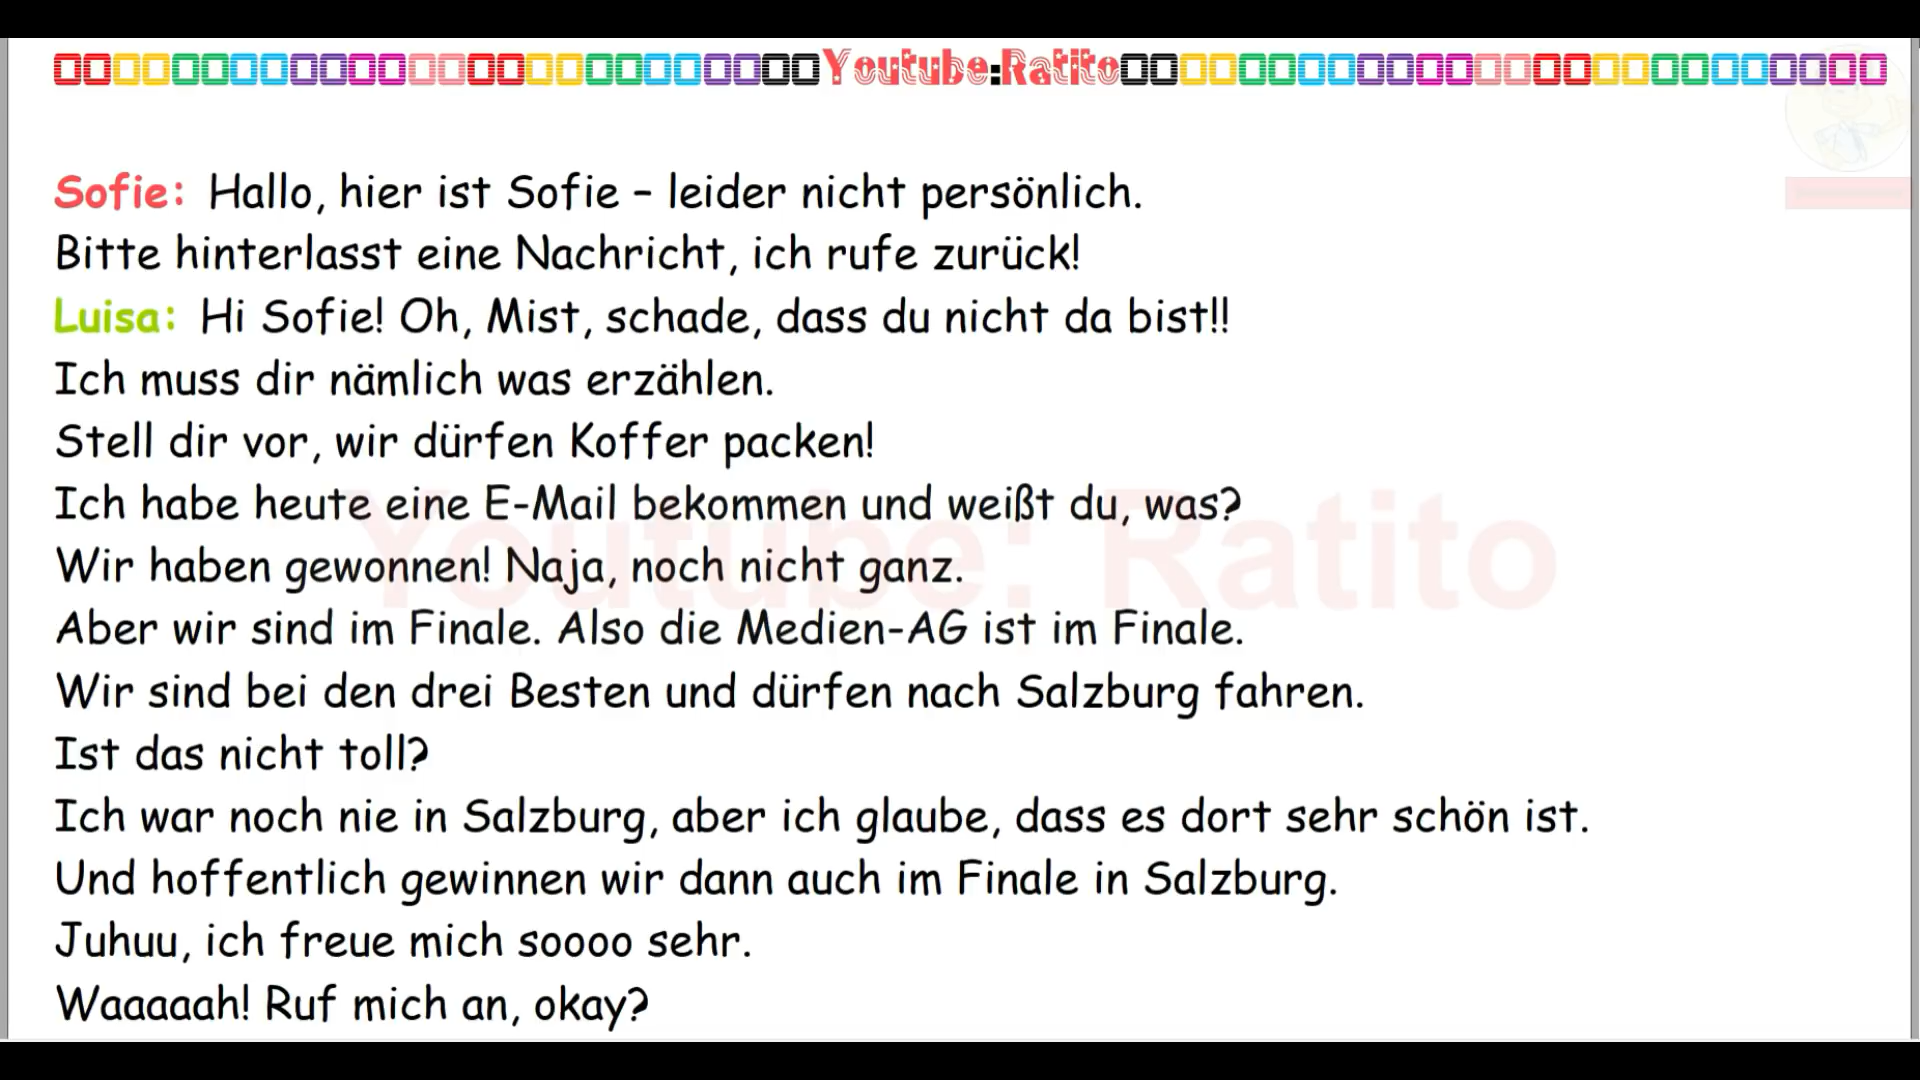 Youtube:Ratito
Sofie: Hallo, hier ist Sofie – leider nicht persönlich.
Bitte hinterlasst eine Nachricht, ich rufe zurück!
Luisa: Hi Sofie! Oh, Mist, schade, dass du nicht da bist!!
Ich muss dir nämlich was erzählen.
Stell dir vor, wir dürfen Koffer packen!
Ich habe heute eine E-Mail bekommen und weißt du, was?
Youtube: Ratito
Wir haben gewonnen! Naja, noch nicht ganz.
Aber wir sind im Finale. Also die Medien-AG ist im Finale.
Wir sind bei den drei Besten und dürfen nach Salzburg fahren.
Ist das nicht toll?
Ich war noch nie in Salzburg, aber ich glaube, dass es dort sehr schön ist.
Und hoffentlich gewinnen wir dann auch im Finale in Salzburg.
Juhuu, ich freue mich soooo sehr.
Waaaaah! Ruf mich an, okay?